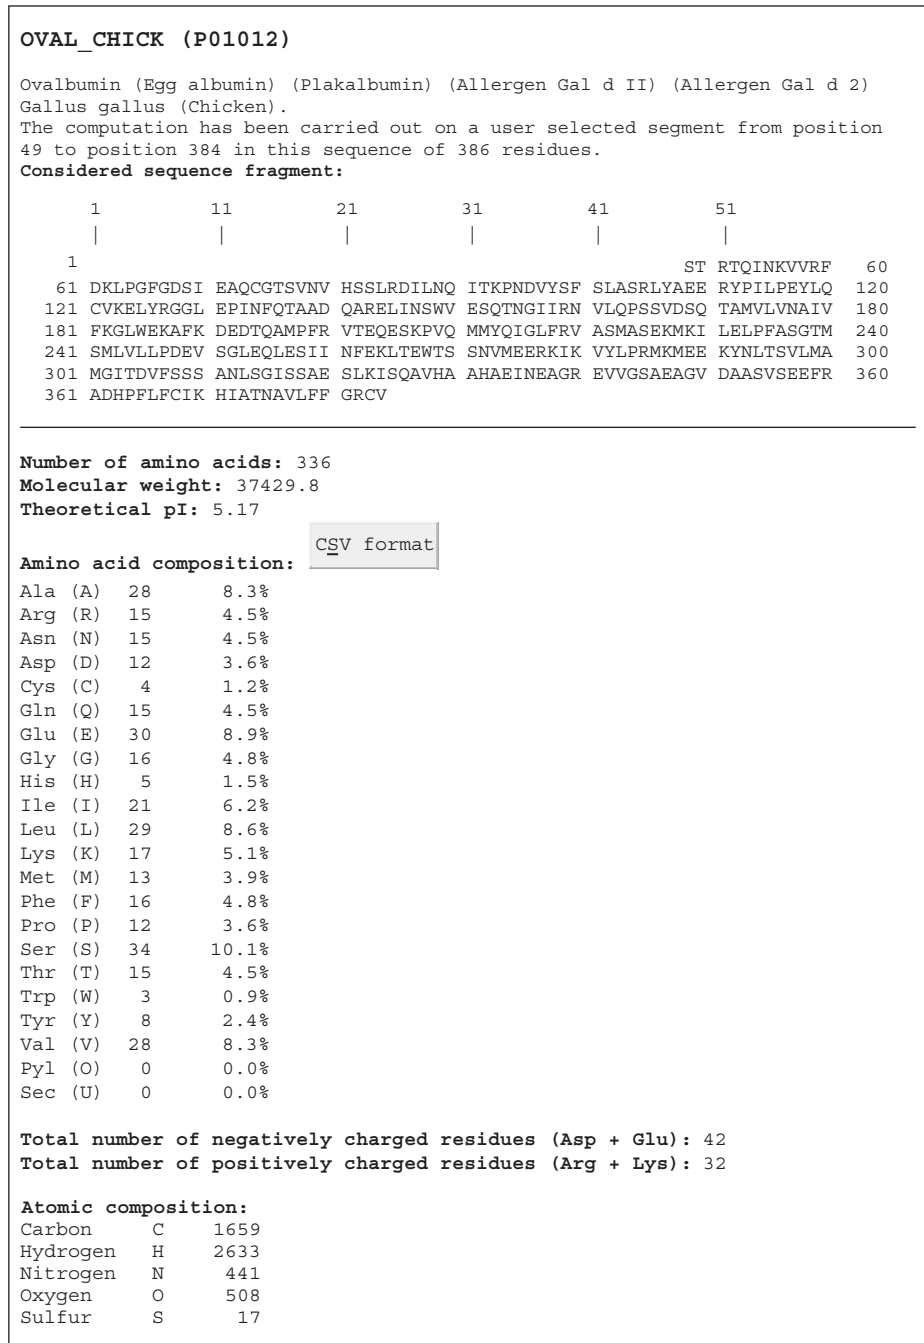 OVAL_CHICK (P01012)
Ovalbumin (Egg albumin) (Plakalbumin) (Allergen Gal d II) (Allergen Gal d 2)
Gallus gallus (Chicken).
The computation has been carried out on a user selected segment from position
49 to position 384 in this sequence of 386 residues.
Considered sequence fragment:
1 11 21 31 41 51
| | | | | |
1 ST RTQINKVVRF 60
61 DKLPGFGDSI EAQCGTSVNV HSSLRDILNQ ITKPNDVYSF SLASRLYAEE RYPILPEYLQ 120
121 CVKELYRGGL EPINFQTAAD QARELINSWV ESQTNGIIRN VLQPSSVDSQ TAMVLVNAIV 180
181 FKGLWEKAFK DEDTQAMPFR VTEQESKPVQ MMYQIGLFRV ASMASEKMKI LELPFASGTM 240
241 SMLVLLPDEV SGLEQLESII NFEKLTEWTS SNVMEERKIK VYLPRMKMEE KYNLTSVLMA 300
301 MGITDVFSSS ANLSGISSAE SLKISQAVHA AHAEINEAGR EVVGSAEAGV DAASVSEEFR 360
361 ADHPFLFCIK HIATNAVLFF GRCV
Number of amino acids: 336
Molecular weight: 37429.8
Theoretical pI: 5.17
CSV format
Amino acid composition:
Ala (A) 28 8.3%
Arg (R) 15 4.5%
Asn (N) 15 4.5%
Asp (D) 12 3.6%
Cys (C) 4 1.2%
Gln (Q) 15 4.5%
Glu (E) 30 8.9%
Gly (G) 16 4.8%
His (H) 5 1.5%
Ile (I) 21 6.2%
Leu (L) 29 8.6%
Lys (K) 17 5.1%
Met (M) 13 3.9%
Phe (F) 16 4.8%
Pro (P) 12 3.6%
Ser (S) 34 10.1%
Thr (T) 15 4.5%
Trp (W) 3 0.9%
Tyr (Y) 8 2.4%
Val (V) 28 8.3%
Pyl (O) 0 0.0%
Sec (U) 0 0.0%
Total number of negatively charged residues (Asp + Glu): 42
Total number of positively charged residues (Arg + Lys): 32
Atomic composition:
Carbon C 1659
Hydrogen H 2633
Nitrogen N 441
Oxygen O 508
Sulfur S 17